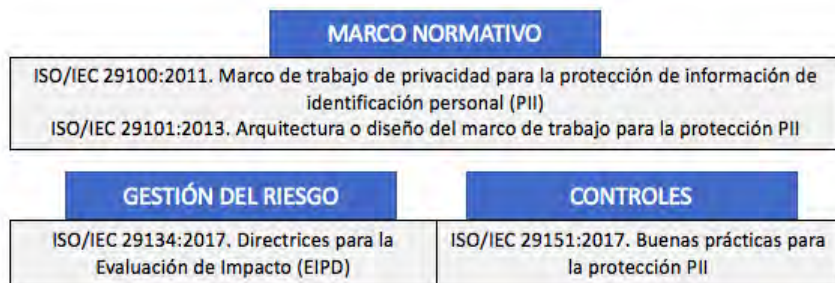 MARCO NORMATIVO
ISO/IEC 29100:2011. Marco de trabajo de privacidad para la protección de información de
identificación personal (PII)
ISO/IEC 29101:2013. Arquitectura o diseño del marco de trabajo para la protección PII
GESTIÓN DEL RIESGO
ISO/IEC 29134:2017. Directrices para la
Evaluación de Impacto (EIPD)
CONTROLES
ISO/IEC 29151:2017. Buenas prácticas para
la protección PII